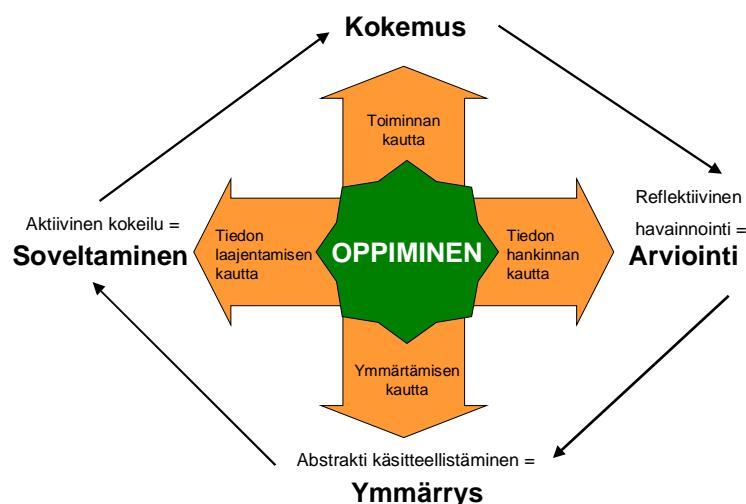 Kokemus
Toiminnan
kautta
Reflektiivinen
havainnointi =
Arviointi
Aktiivinen kokeilu =
Soveltaminen
Tiedon
laajentamisen
kautta
OPPIMINEN
Tiedon
hankinnan
kautta
Ymmärtämisen
kautta
Abstrakti käsitteellistäminen =
Ymmärrys